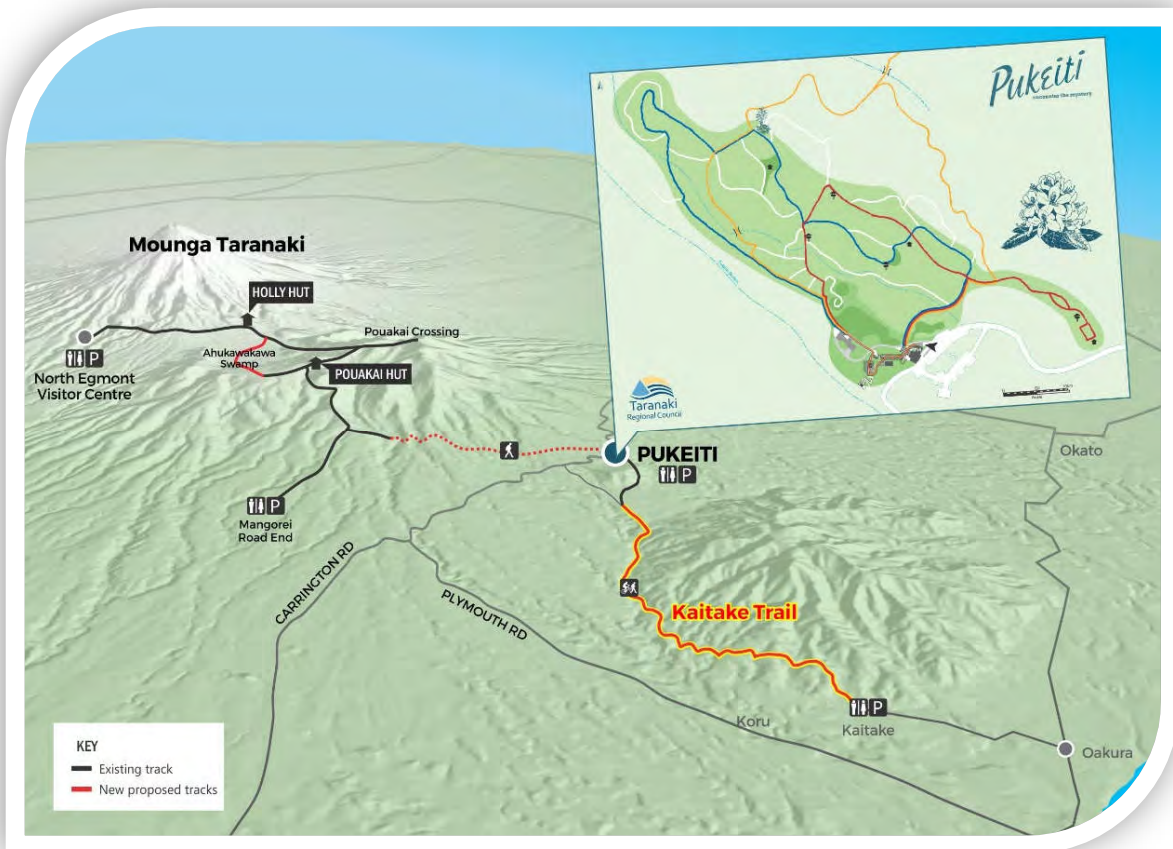 Pukeiti
Taranaki
Regional Council
Mounga Taranaki
HOLLY HUT
Pouakai Crossing
Ahukawakawa
Swamp
POUAKAI HUT
P
North Egmont
Visitor Centre
PUKEITI
P
Okato
P
Mangorei
Road End
CARRINGTON RD
PLYMOUTH RD
Kaitake Trail
P
Koru
Kaitake
Oakura
KEY
Existing track
New proposed tracks